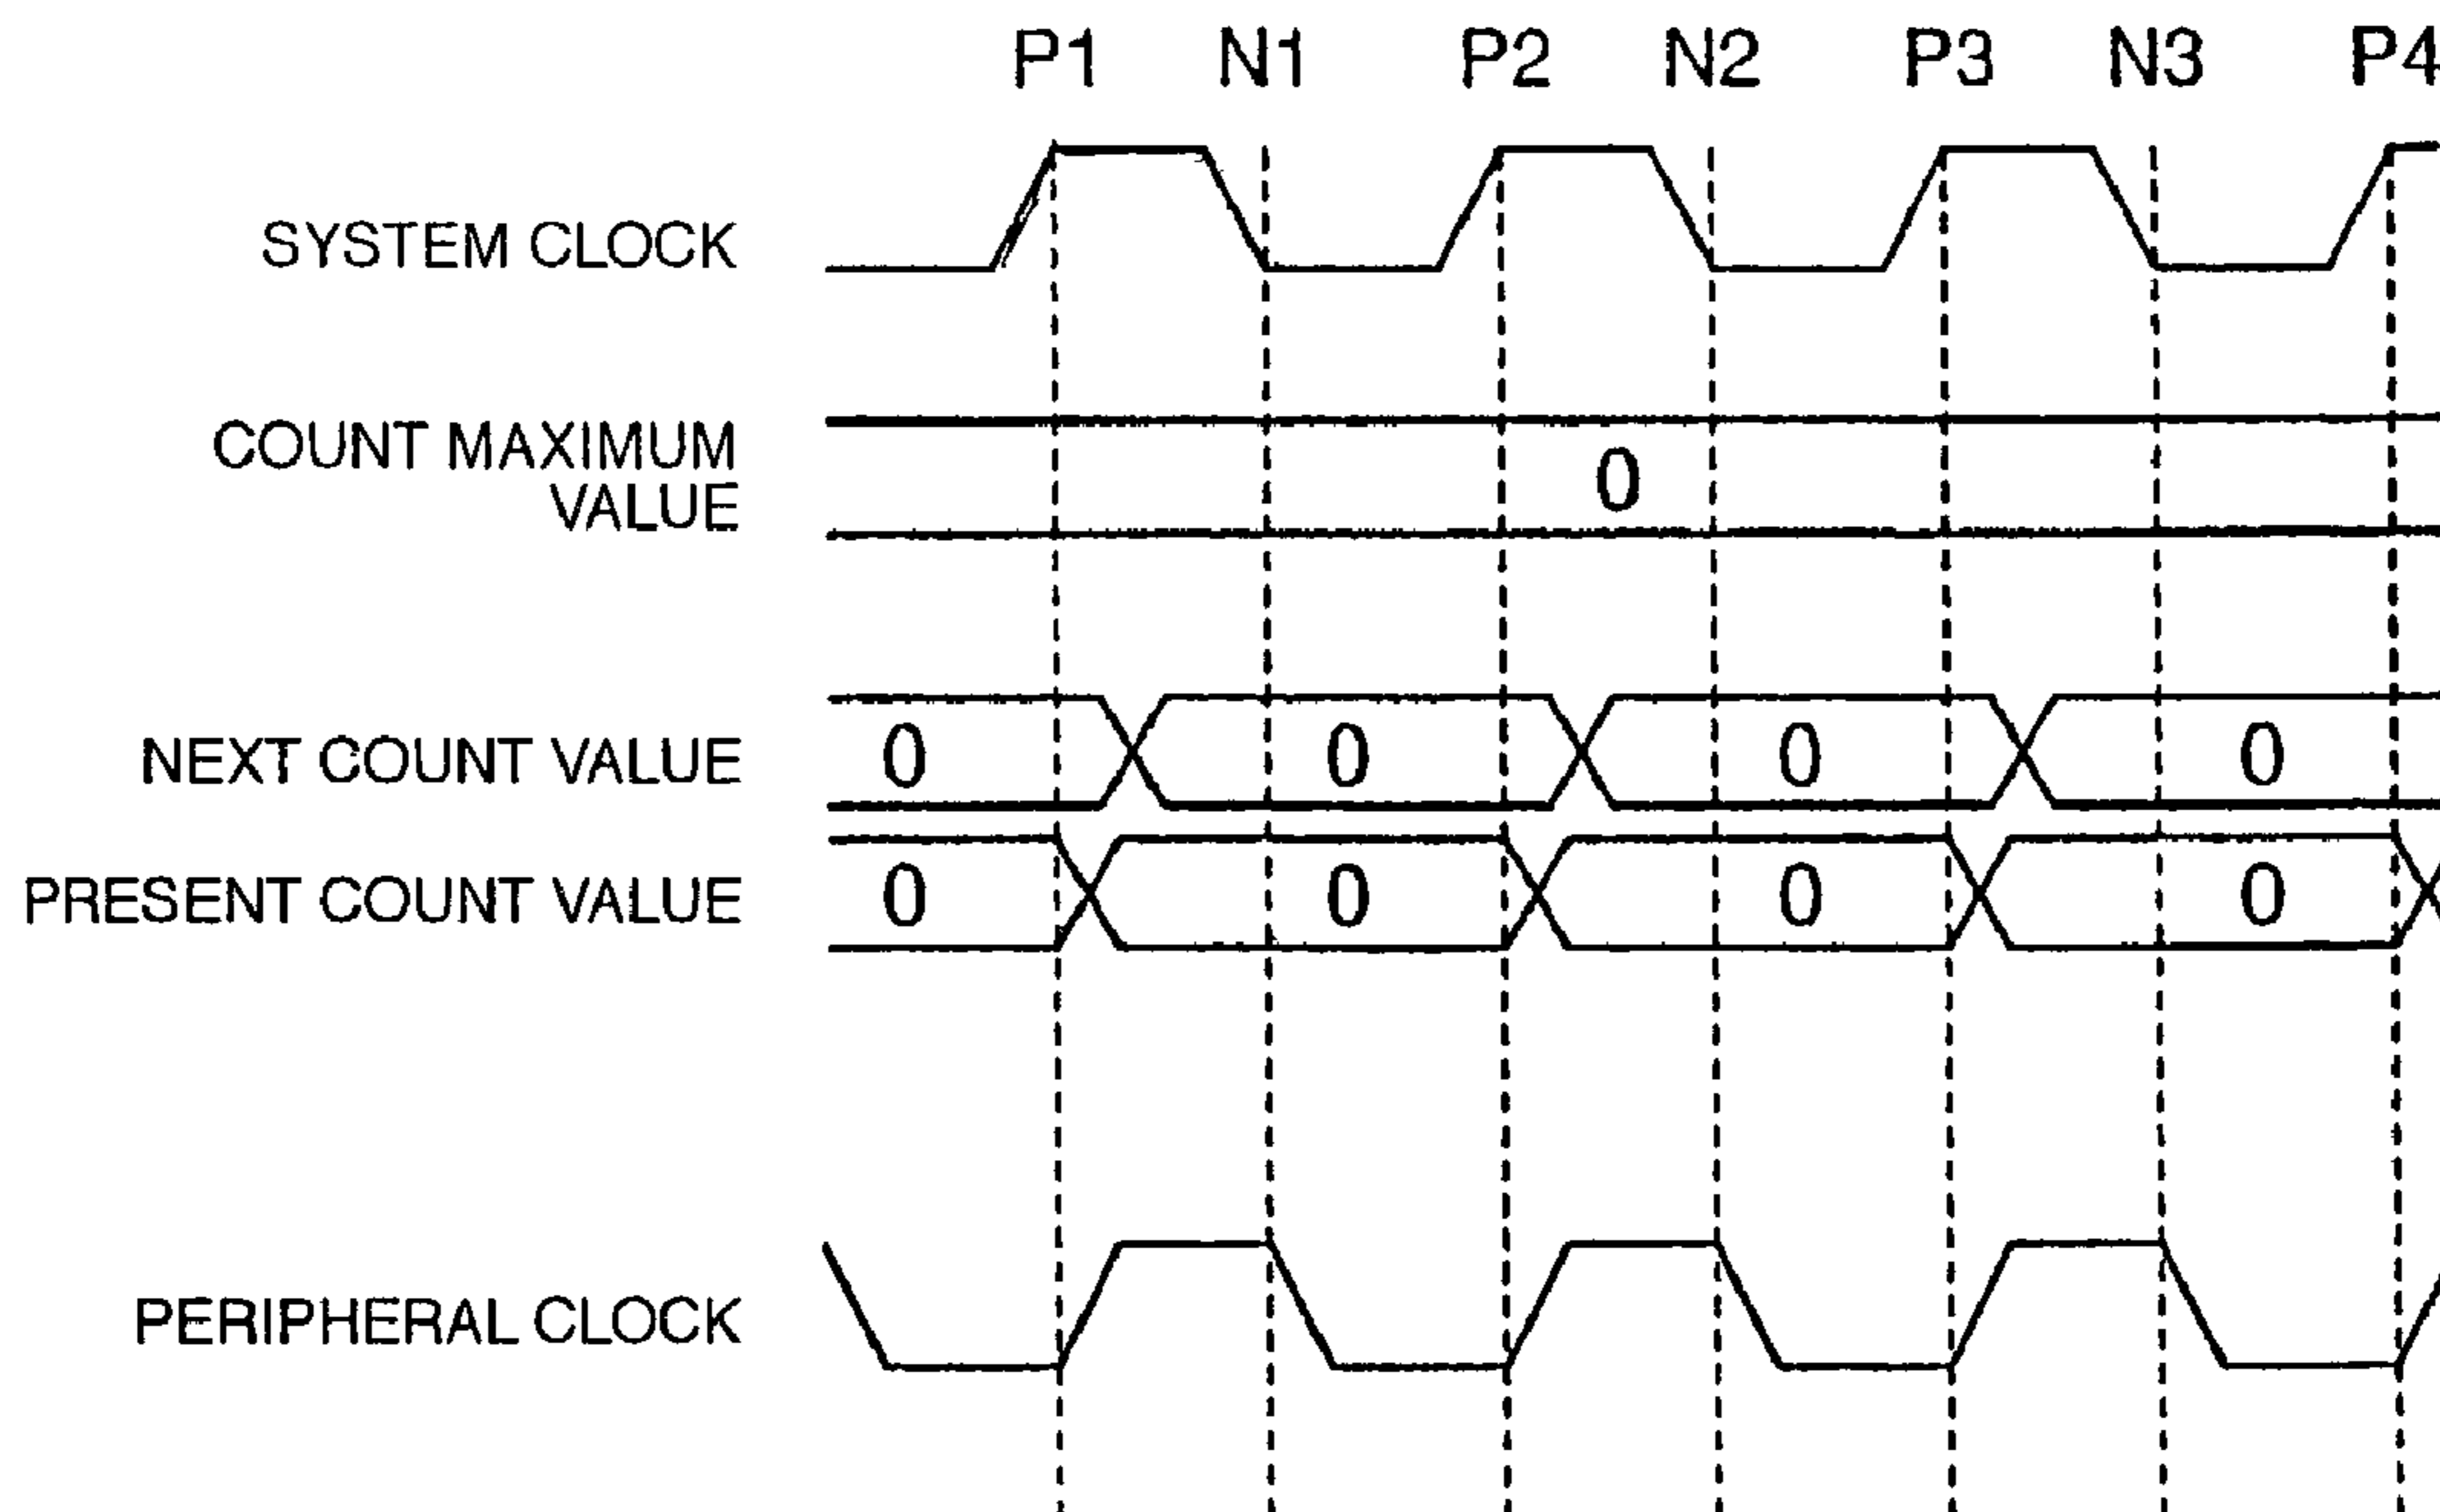 P1 N1 P2 N2 P3 N3 P4
SYSTEM CLOCK
COUNT MAXIMUM
VALUE
0
NEXT COUNT VALUE 0 0 0 0
PRESENT COUNT VALUE 0 0 0 0
PERIPHERAL CLOCK